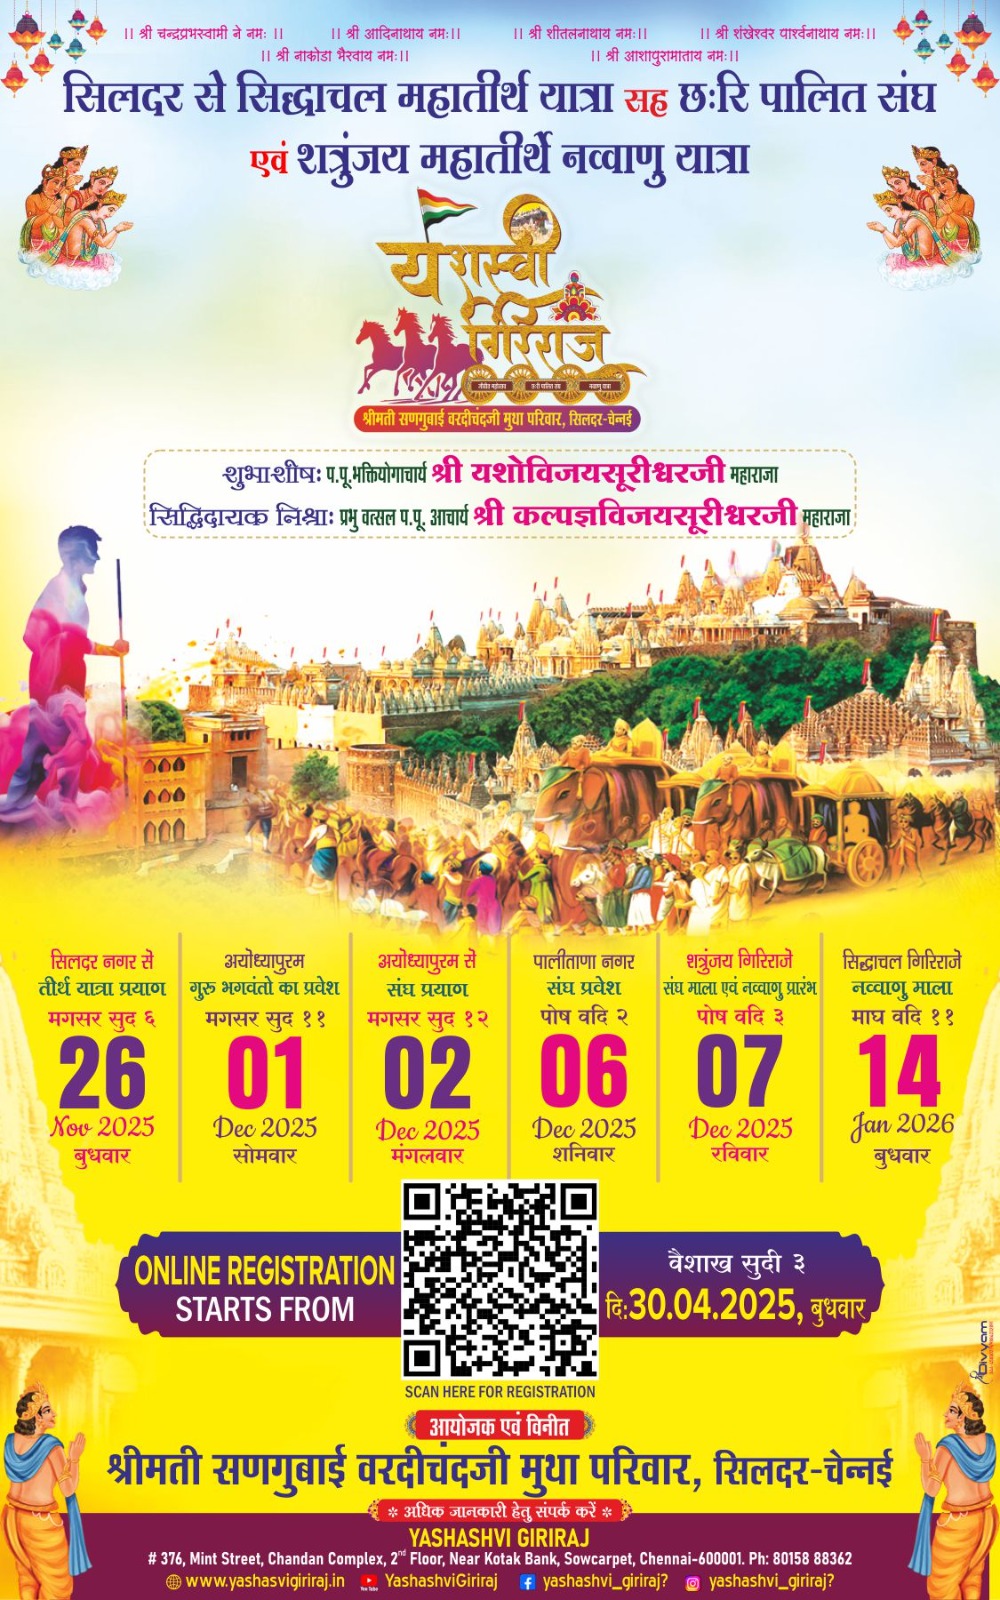 ।। श्री चन्द्रप्रभस्वामी ने नमः ।। ।। श्री आदिनाथाय नमः।। ।। श्री शीतलनाथाय नमः।। ।। श्री शंखेश्वर पार्श्वनाथाय नमः।।
।। श्री नाकोडा भैरवाय नमः।। ।। श्री आशापुरामाताय नमः।।
सिलदर से सिद्धाचल महातीर्थ यात्रा सह छःरि पालित संघ
एवं शत्रुंजय महातीर्थे नव्वाणु यात्रा
यशस्वी
गिरिराज
श्रीमती सणगुबाई वरदीचंदजी मुथा परिवार, सिलदर-चेन्नई
शुभाशीषः प.पू.भक्तियोगाचार्य श्री यशोविजयसूरीश्वरजी महाराजा
सिद्धिदायक निश्राः प्रभु वत्सल प.पू. आचार्य श्री कल्पज्ञविजयसूरीश्वरजी महाराजा
सिलदर नगर से
तीर्थ यात्रा प्रयाण
मगसर सुद ६
26
Nov 2025
बुधवार
अयोध्यापुरम
गुरू भगवंतो का प्रवेश
मगसर सुद ११
01
Dec 2025
सोमवार
अयोध्यापुरम से
संघ प्रयाण
मगसर सुद १२
02
Dec 2025
मंगलवार
पालीताणा नगर
संघ प्रवेश
पोष वदि २
06
Dec 2025
शनिवार
शत्रुंजय गिरिराजे
संघ माला एवं नव्वाणु प्रारंभ
पोष वदि ३
07
Dec 2025
रविवार
सिद्धाचल गिरिराजे
नव्वाणु माला
माघ वदि ११
14
Jan 2026
बुधवार
ONLINE REGISTRATION
STARTS FROM
वैशाख सुदी ३
दि:30.04.2025, बुधवार
SCAN HERE FOR REGISTRATION
आयोजक एवं विनीत
श्रीमती सणगुबाई वरदीचंदजी मुथा परिवार, सिलदर-चेन्नई
* अधिक जानकारी हेतु संपर्क करें *
YASHASHVI GIRIRAJ
# 376, Mint Street, Chandan Complex, 2nd Floor, Near Kotak Bank, Sowcarpet, Chennai-600001. Ph: 80158 88362
www.yashasvigiriraj.in YashashviGiriraj yashashvi_giriraj? yashashvi_giriraj?